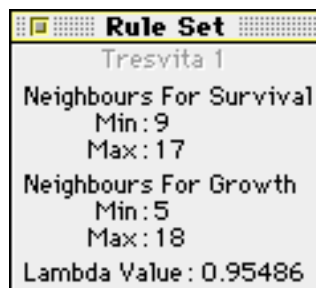 Rule Set
Tresvita 1
Neighbours For Survival
Min : 9
Max : 17
Neighbours For Growth
Min : 5
Max : 18
Lambda Value : 0.95486